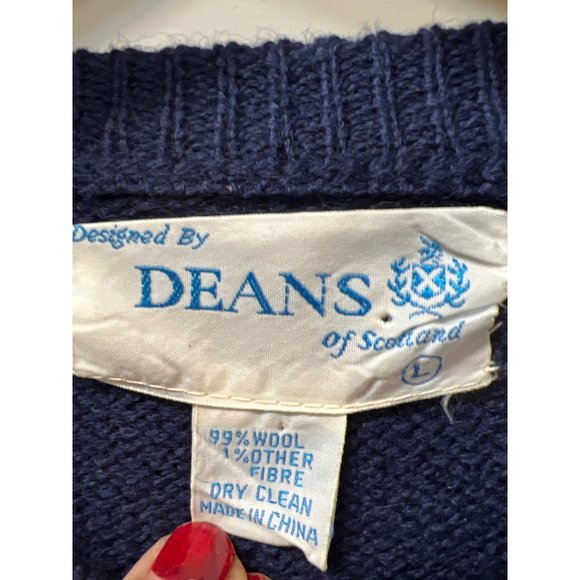 Designed By
DEANS
of Scotland
L
99% WOOL
1% OTHER
FIBRE
DRY CLEAN
MADE IN CHINA